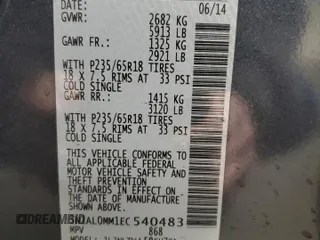 DATE: 06/14
GVWR: 2682 KG
5913 LB
GAWR FR.: 1325 KG
2921 LB
WITH P235/65R18 TIRES
18 X 7.5 RIMS AT 33 PSI
COLD SINGLE
GAWR RR: 1415 KG
3120 LB
WITH P235/65R18 TIRES
18 X 7.5 RIMS AT 33 PSI
COLD SINGLE
THIS VEHICLE CONFORMS TO
ALL APPLICABLE FEDERAL
MOTOR VEHICLE SAFETY AND
THEFT PREVENTION STANDARDS
IN EFFECT ON THE DATE OF
MANUFACTURE SHOWN ABOVE.
540483
MPV 868
DREAMBID